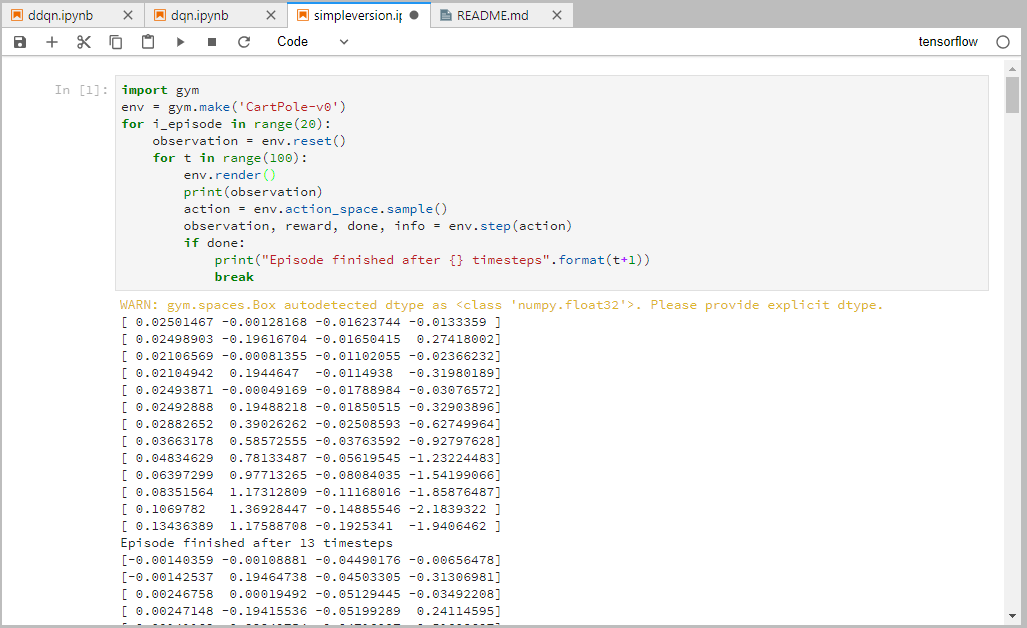 ddqn.ipynb
dqn.ipynb
simpleversion.ip
README.md
Code
tensorflow
In [1]:
import gym
env = gym.make('CartPole-v0')
for i_episode in range(20):
    observation = env.reset()
    for t in range(100):
        env.render()
        print(observation)
        action = env.action_space.sample()
        observation, reward, done, info = env.step(action)
        if done:
            print("Episode finished after {} timesteps".format(t+1))
            break
WARN: gym.spaces.Box autodetected dtype as <class 'numpy.float32'>. Please provide explicit dtype.
[ 0.02501467 -0.00128168 -0.01623744 -0.0133359 ]
[ 0.02498903 -0.19616704 -0.01650415  0.27418002]
[ 0.02106569 -0.00081355 -0.01102055 -0.02366232]
[ 0.02104942  0.1944647  -0.0114938  -0.31980189]
[ 0.02493871 -0.00049169 -0.01788984 -0.03076572]
[ 0.02492888  0.19488218 -0.01850515 -0.32903896]
[ 0.02882652  0.39026262 -0.02508593 -0.62749964]
[ 0.03663178  0.58572555 -0.03763592 -0.92797628]
[ 0.04834629  0.78133487 -0.05619545 -1.23224483]
[ 0.06397299  0.97713265 -0.08084035 -1.54199066]
[ 0.08351564  1.17312809 -0.11168016 -1.85876487]
[ 0.1069782   1.36928447 -0.14885546 -2.1839322 ]
[ 0.13436389  1.17588708 -0.1925341  -1.9406462 ]
Episode finished after 13 timesteps
[-0.00140359 -0.00108881 -0.04490176 -0.00656478]
[-0.00142537  0.19464738 -0.04503305 -0.31306981]
[ 0.00246758  0.00019492 -0.05129445 -0.03492208]
[ 0.00247148 -0.19415536 -0.05199289  0.24114595]